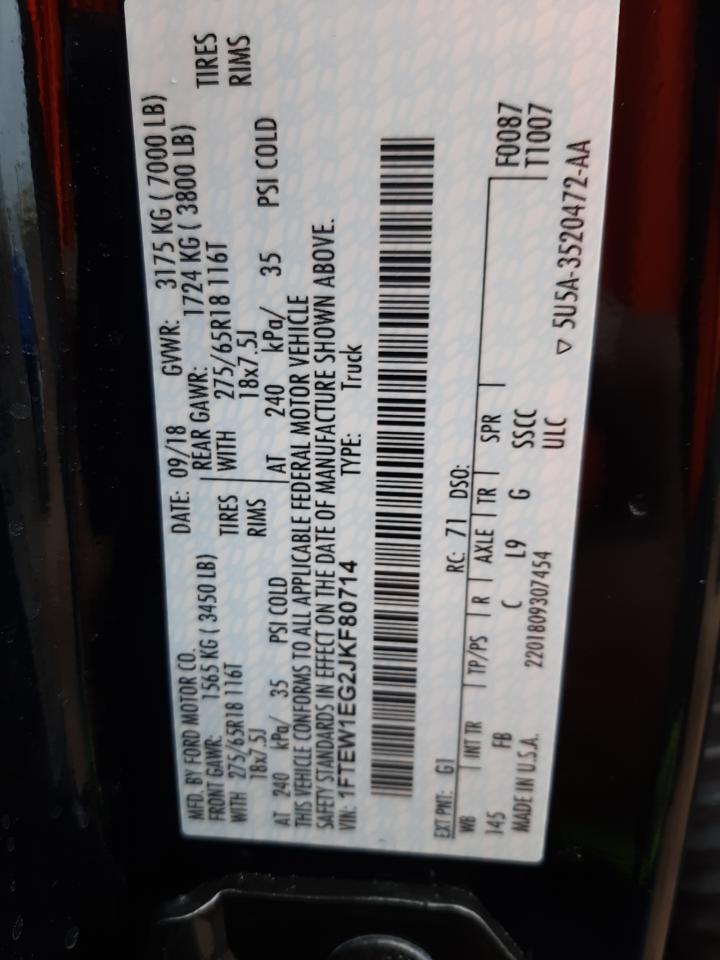 MFD. BY FORD MOTOR CO. DATE: 09/18 GVWR: 3175 KG ( 7000 LB)
FRONT GAWR: 1565 KG ( 3450 LB) REAR GAWR: 1724 KG ( 3800 LB)
WITH 275/65R18 116T TIRES WITH 275/65R18 116T TIRES
18x7.5J RIMS 18x7.5J RIMS
AT 240 kPa/ 35 PSI COLD AT 240 kPa/ 35 PSI COLD
THIS VEHICLE CONFORMS TO ALL APPLICABLE FEDERAL MOTOR VEHICLE
SAFETY STANDARDS IN EFFECT ON THE DATE OF MANUFACTURE SHOWN ABOVE.
VIN: 1FTEW1EG2JKF80714 TYPE: Truck
EXT PNT: G1 RC: 71 DSO: F0087
WB INT TR TP/PS R AXLE TR SPR T1007
145 FB C L9 G SSCC
MADE IN U.S.A. 2201809307454 ULC ▽ 5U5A-3520472-AA